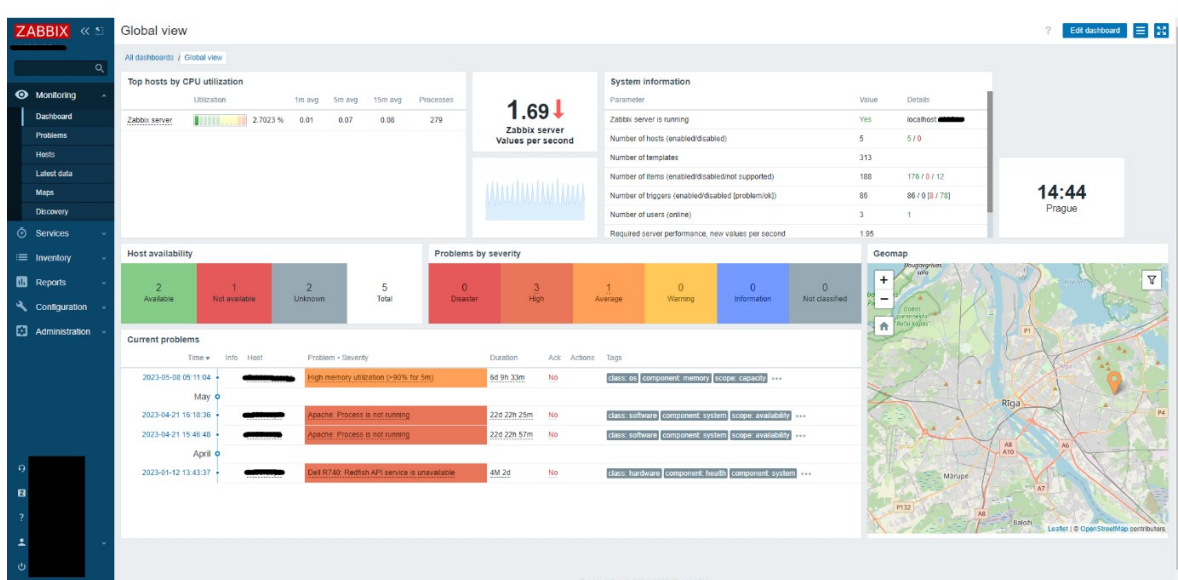 ZABBIX
Global view
? Edit dashboard
All dashboards / Global view
Monitoring
Dashboard
Problems
Hosts
Latest data
Maps
Discovery
Services
Inventory
Reports
Configuration
Administration
?
Top hosts by CPU utilization
Utilization 1m avg 5m avg 15m avg Processes
Zabbix server 2.7023 % 0.01 0.07 0.08 279
1.69
Zabbix server
Values per second
System information
Parameter Value Details
Zabbix server is running Yes localhost
Number of hosts (enabled/disabled) 5 5 / 0
Number of templates 313
Number of items (enabled/disabled/not supported) 188 176 / 0 / 12
Number of triggers (enabled/disabled [problem/ok]) 86 86 / 0 [8 / 78]
Number of users (online) 3 1
Required server performance, new values per second 1.95
14:44
Prague
Host availability
2 Available
1 Not available
2 Unknown
5 Total
Problems by severity
0 Disaster
3 High
1 Average
0 Warning
0 Information
0 Not classified
Current problems
Time Info Host Problem • Severity Duration Ack Actions Tags
2023-05-08 05:11:04 High memory utilization (>90% for 5m) 6d 9h 33m No class: os component: memory scope: capacity •••
May
2023-04-21 16:18:36 Apache: Process is not running 22d 22h 25m No class: software component: system scope: availability •••
2023-04-21 15:46:48 Apache: Process is not running 22d 22h 57m No class: software component: system scope: availability •••
April
2023-01-12 13:43:37 Dell R740: Redfish API service is unavailable 4M 2d No class: hardware component: health component: system •••
Geomap
+
−
P1
Rīga
P4
A8
A10
A6
Mārupe
A7
P132
A8
Baloži
Leaflet | © OpenStreetMap contributors